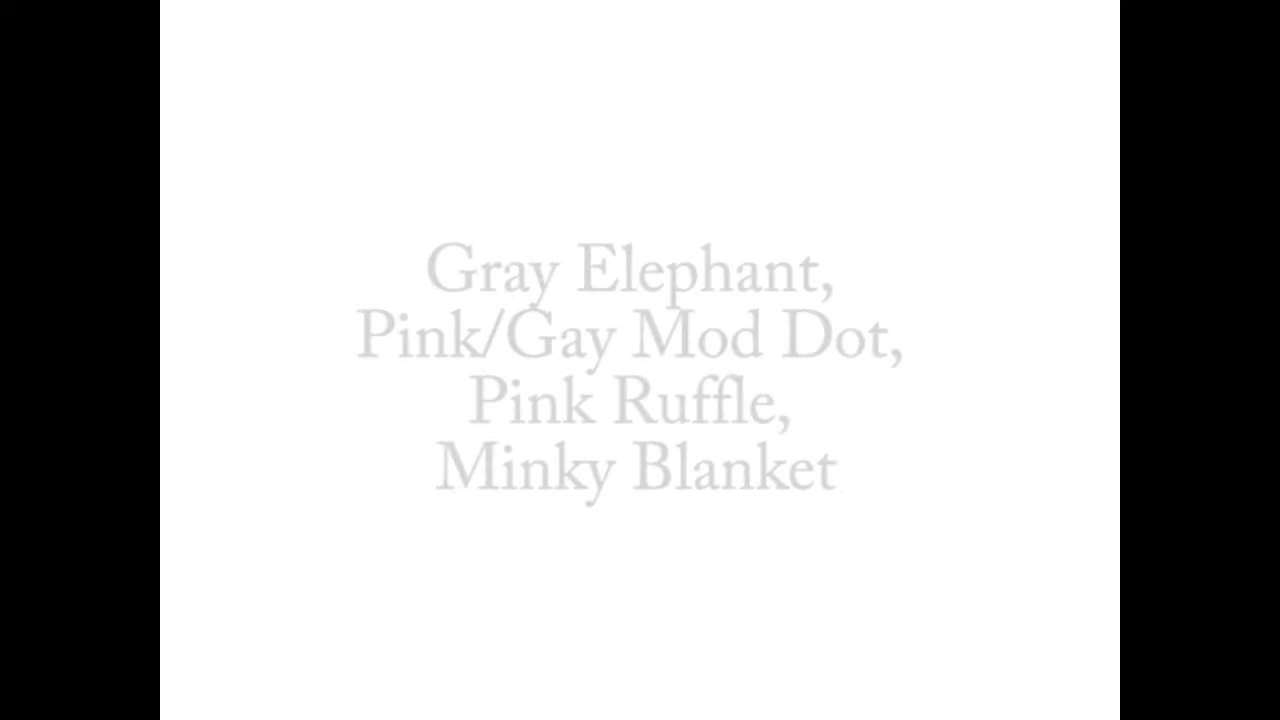 Gray Elephant,
Pink/Gay Mod Dot,
Pink Ruffle,
Minky Blanket